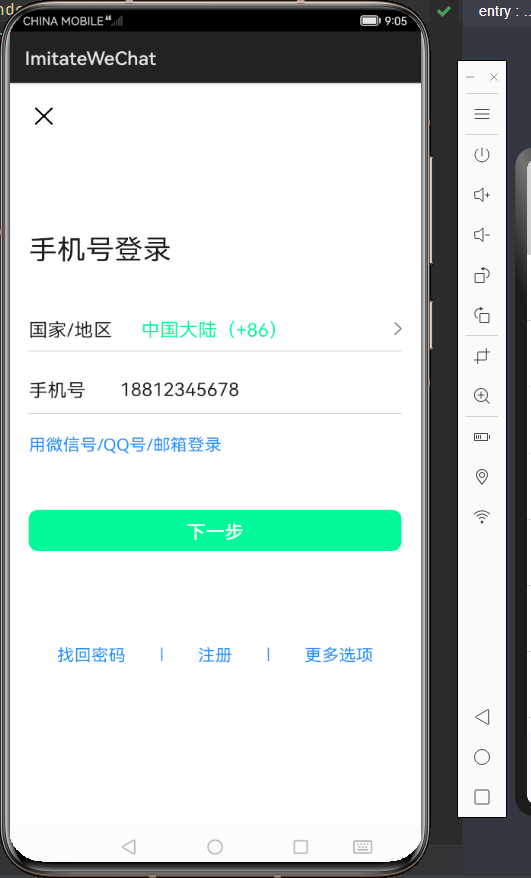 entry : ..
CHINA MOBILE 9:05
ImitateWeChat
手机号登录
国家/地区 中国大陆（+86）
手机号 18812345678
用微信号/QQ号/邮箱登录
下一步
找回密码 | 注册 | 更多选项